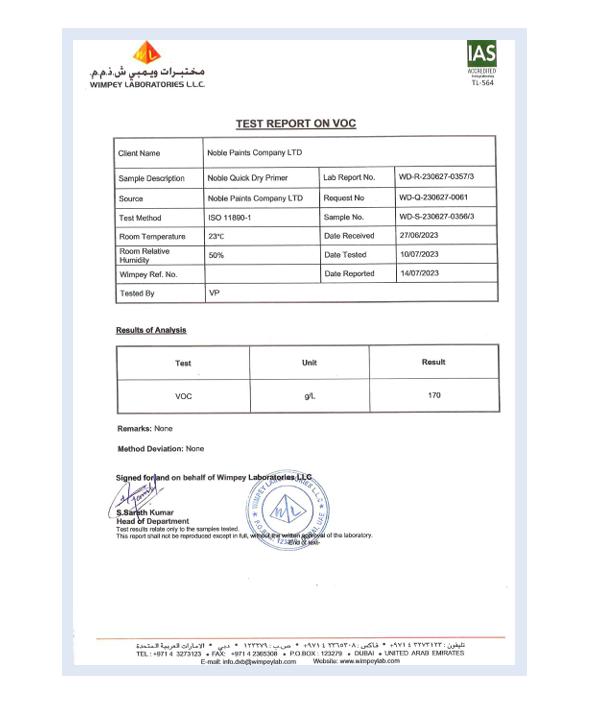 WL
مختبرات ويمبي ش.ذ.م.م.
WIMPEY LABORATORIES L.L.C.
IAS
ACCREDITED
TL-564
TEST REPORT ON VOC
Client Name Noble Paints Company LTD
Sample Description Noble Quick Dry Primer Lab Report No. WD-R-230627-0357/3
Source Noble Paints Company LTD Request No WD-Q-230627-0061
Test Method ISO 11890-1 Sample No. WD-S-230627-0356/3
Room Temperature 23°C Date Received 27/06/2023
Room Relative Humidity 50% Date Tested 10/07/2023
Wimpey Ref. No. Date Reported 14/07/2023
Tested By VP
Results of Analysis
Test Unit Result
VOC g/L 170
Remarks: None
Method Deviation: None
Signed for/and on behalf of Wimpey Laboratories LLC
S.Sarath Kumar
Head of Department
Test results relate only to the samples tested.
This report shall not be reproduced except in full, without the written approval of the laboratory.
WIMPEY LABORATORIES L.L.C.
WL
تليفون : ٣٢٧٣١٢٣ ٤ ٩٧١+ * فاكس : ٢٣٦٥٣٠٨ ٤ ٩٧١+ * ص.ب : ١٢٣٢٧٩ * دبي * الامارات العربية المتحدة
TEL : +971 4 3273123 • FAX: +971 4 2365308 • P.O.BOX : 123279 • DUBAI • UNITED ARAB EMIRATES
E-mail: info.dxb@wimpeylab.com Website: www.wimpeylab.com